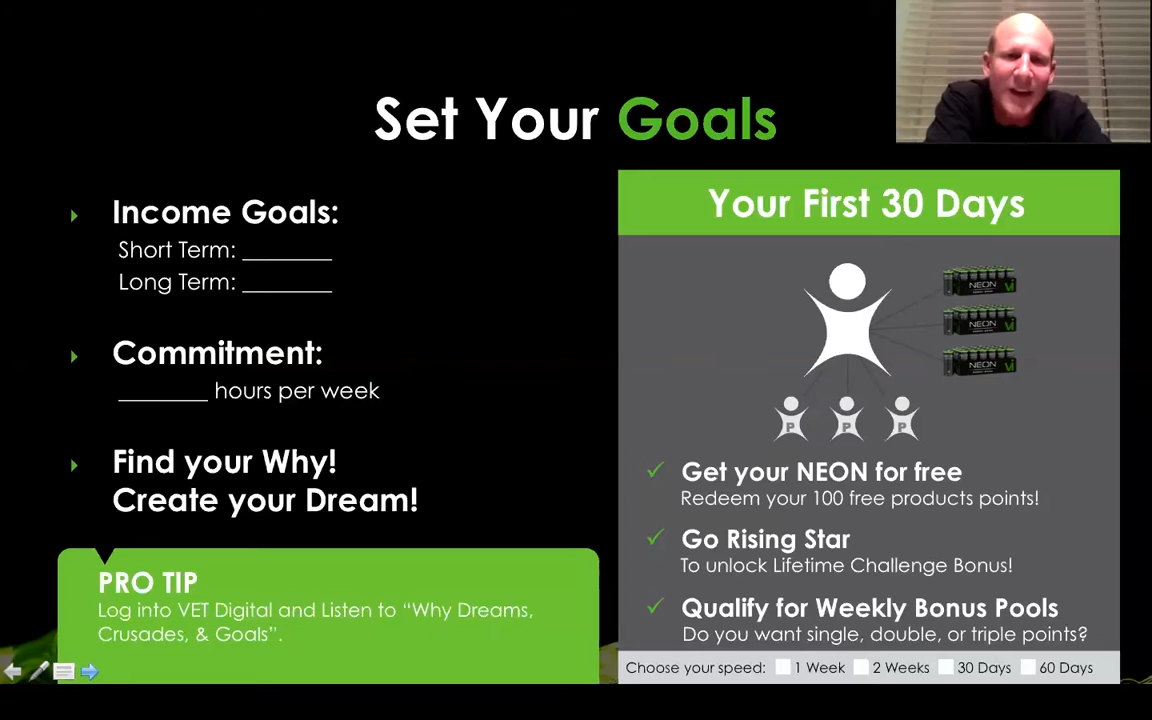 Set Your Goals
Income Goals:
Short Term: ________
Long Term: ________
Commitment:
________ hours per week
Find your Why!
Create your Dream!
PRO TIP
Log into VET Digital and Listen to “Why Dreams,
Crusades, & Goals”.
Your First 30 Days
NEON
NEON
NEON
P P P
Get your NEON for free
Redeem your 100 free products points!
Go Rising Star
To unlock Lifetime Challenge Bonus!
Qualify for Weekly Bonus Pools
Do you want single, double, or triple points?
Choose your speed: 1 Week 2 Weeks 30 Days 60 Days